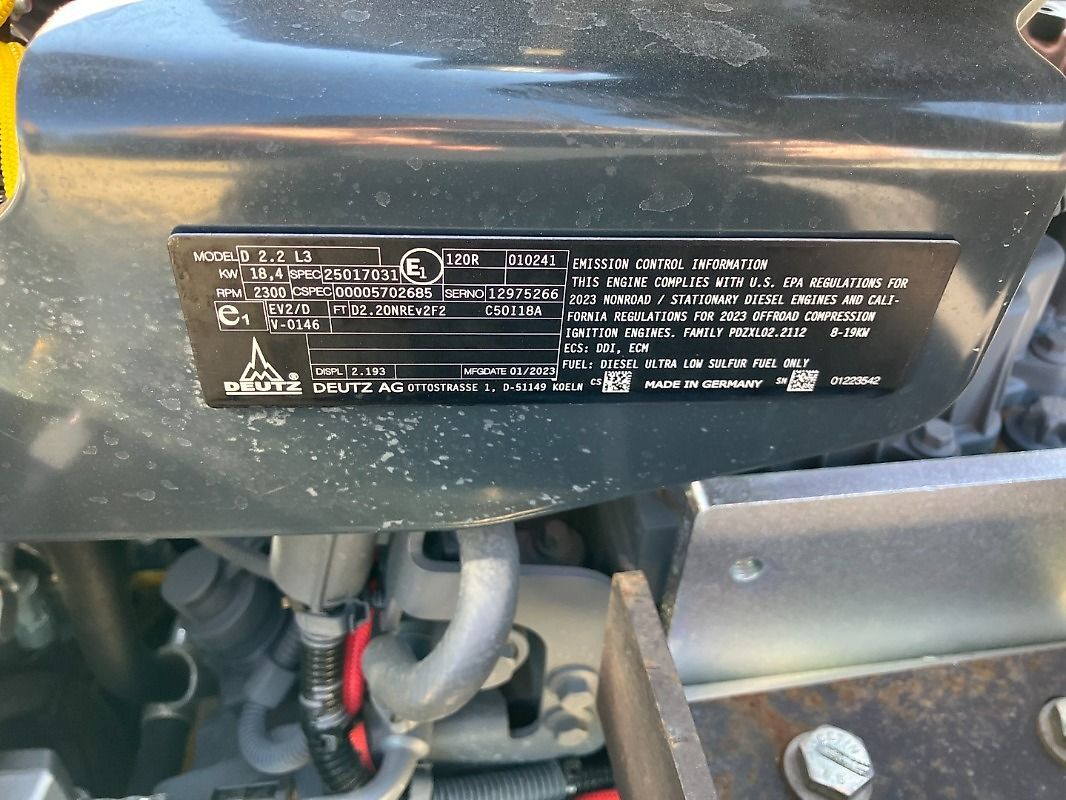 MODEL D 2.2 L3
KW 18,4 SPEC 25017031 E1 120R 010241
RPM 2300 CSPEC 00005702685 SERNO 12975266
e1 EV2/D FT D2.20NREv2F2 C50I18A
V-0146
DISPL 2.193 MFGDATE 01/2023
DEUTZ ®
DEUTZ AG OTTOSTRASSE 1, D-51149 KOELN
EMISSION CONTROL INFORMATION
THIS ENGINE COMPLIES WITH U.S. EPA REGULATIONS FOR
2023 NONROAD / STATIONARY DIESEL ENGINES AND CALI-
FORNIA REGULATIONS FOR 2023 OFFROAD COMPRESSION
IGNITION ENGINES. FAMILY PDZXL02.2112 8-19KW
ECS: DDI, ECM
FUEL: DIESEL ULTRA LOW SULFUR FUEL ONLY
CS MADE IN GERMANY SN 01223542